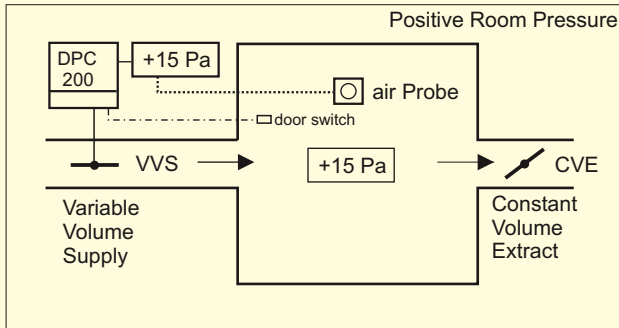 Positive Room Pressure
DPC
200
+15 Pa
air Probe
door switch
VVS
+15 Pa
CVE
Variable
Volume
Supply
Constant
Volume
Extract